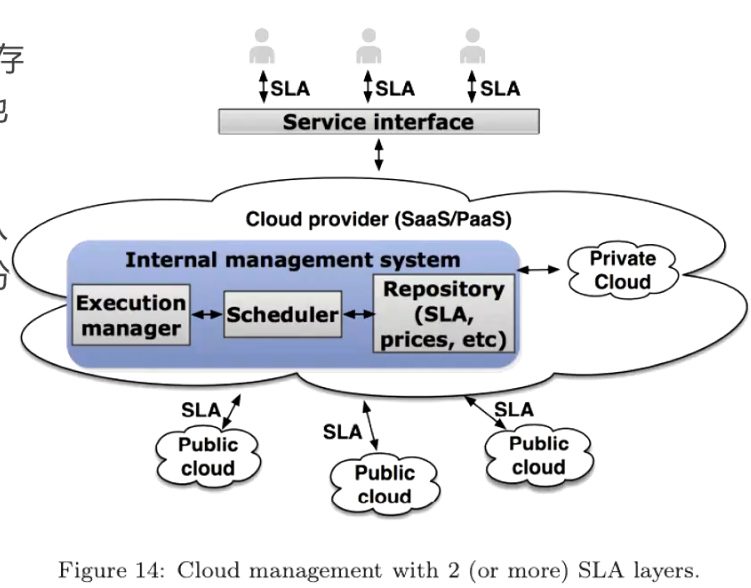 存
SLA SLA SLA
Service interface
Cloud provider (SaaS/PaaS)
Internal management system
Private
Cloud
Execution
manager
Scheduler
Repository
(SLA,
prices, etc)
SLA
Public
cloud
SLA
Public
cloud
SLA
Public
cloud
Figure 14: Cloud management with 2 (or more) SLA layers.